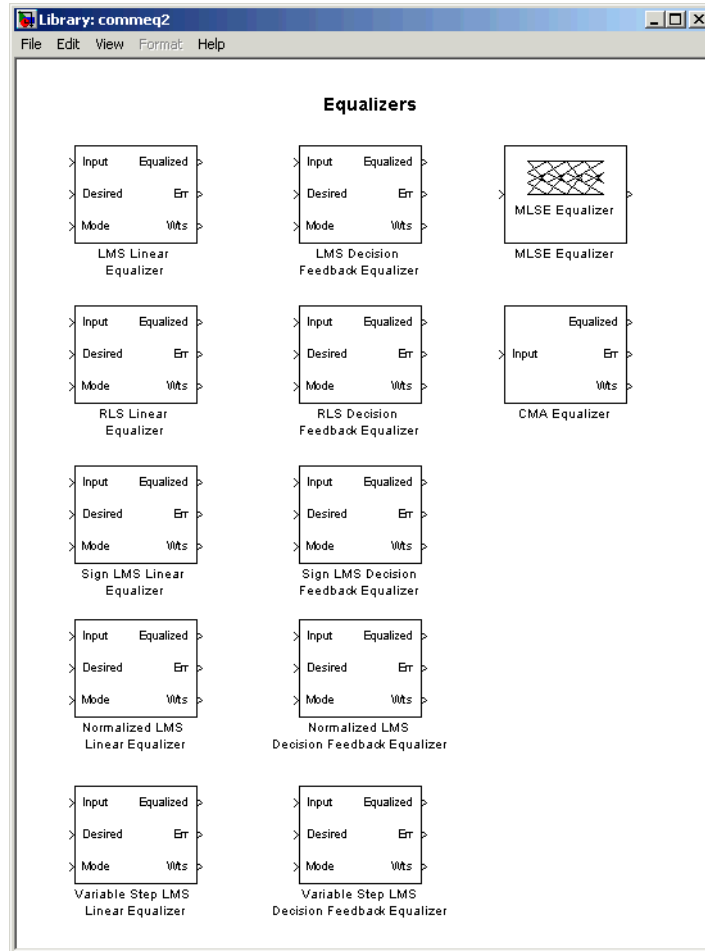 Library: commeq2
File Edit View Format Help
Equalizers
Input Equalized
Desired Err
Mode Wts
LMS Linear
Equalizer
Input Equalized
Desired Err
Mode Wts
LMS Decision
Feedback Equalizer
MLSE Equalizer
MLSE Equalizer
Input Equalized
Desired Err
Mode Wts
RLS Linear
Equalizer
Input Equalized
Desired Err
Mode Wts
RLS Decision
Feedback Equalizer
Equalized
Input Err
Wts
CMA Equalizer
Input Equalized
Desired Err
Mode Wts
Sign LMS Linear
Equalizer
Input Equalized
Desired Err
Mode Wts
Sign LMS Decision
Feedback Equalizer
Input Equalized
Desired Err
Mode Wts
Normalized LMS
Linear Equalizer
Input Equalized
Desired Err
Mode Wts
Normalized LMS
Decision Feedback Equalizer
Input Equalized
Desired Err
Mode Wts
Variable Step LMS
Linear Equalizer
Input Equalized
Desired Err
Mode Wts
Variable Step LMS
Decision Feedback Equalizer